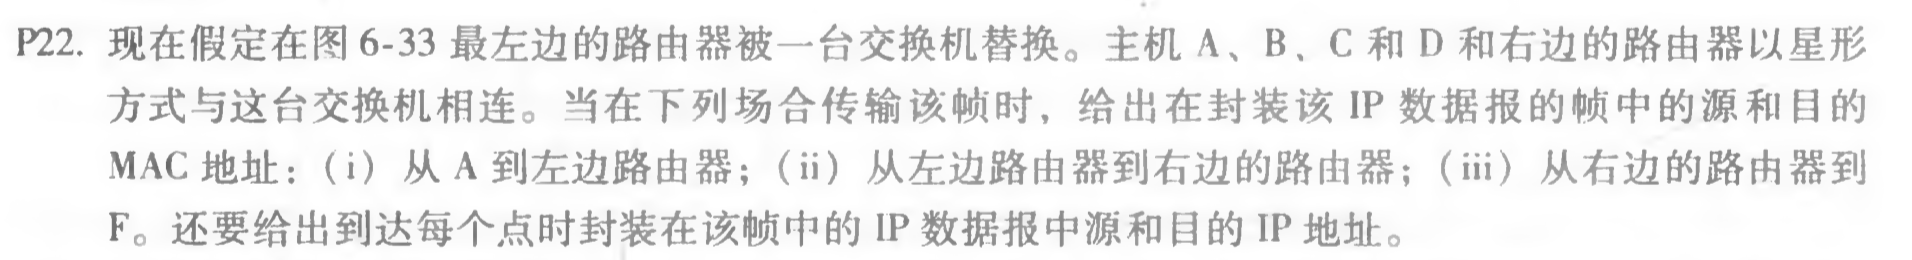 P22. 现在假定在图 6-33 最左边的路由器被一台交换机替换。主机 A、B、C 和 D 和右边的路由器以星形
方式与这台交换机相连。当在下列场合传输该帧时，给出在封装该 IP 数据报的帧中的源和目的
MAC 地址：(i) 从 A 到左边路由器；(ii) 从左边路由器到右边的路由器；(iii) 从右边的路由器到
F。还要给出到达每个点时封装在该帧中的 IP 数据报中源和目的 IP 地址。